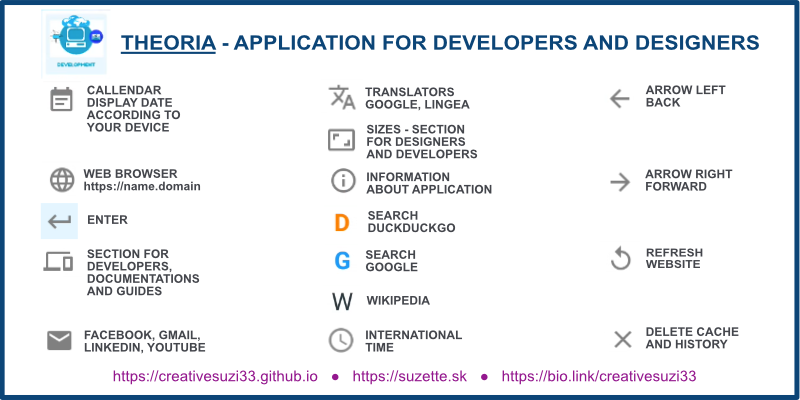 DEVELOPMENT
THEORIA - APPLICATION FOR DEVELOPERS AND DESIGNERS
CALLENDAR
DISPLAY DATE
ACCORDING TO
YOUR DEVICE
WEB BROWSER
https://name.domain
ENTER
SECTION FOR
DEVELOPERS,
DOCUMENTATIONS
AND GUIDES
FACEBOOK, GMAIL,
LINKEDIN, YOUTUBE
TRANSLATORS
GOOGLE, LINGEA
SIZES - SECTION
FOR DESIGNERS
AND DEVELOPERS
INFORMATION
ABOUT APPLICATION
D
SEARCH
DUCKDUCKGO
G
SEARCH
GOOGLE
W
WIKIPEDIA
INTERNATIONAL
TIME
ARROW LEFT
BACK
ARROW RIGHT
FORWARD
REFRESH
WEBSITE
DELETE CACHE
AND HISTORY
https://creativesuzi33.github.io ● https://suzette.sk ● https://bio.link/creativesuzi33